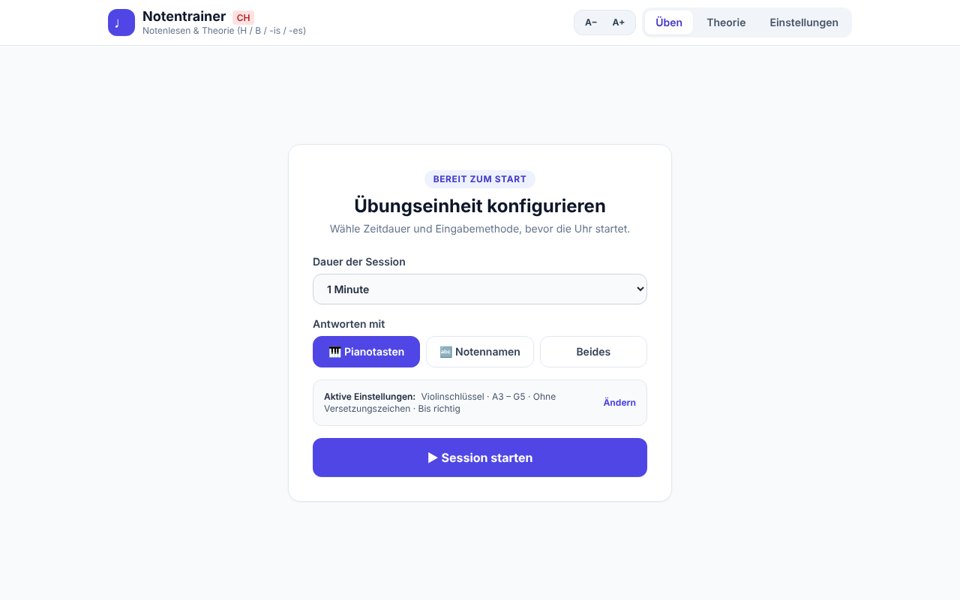 Notentrainer CH
Notenlesen & Theorie (H / B / -is / -es)
A− A+ Üben Theorie Einstellungen
BEREIT ZUM START
Übungseinheit konfigurieren
Wähle Zeitdauer und Eingabemethode, bevor die Uhr startet.
Dauer der Session
1 Minute
Antworten mit
Pianotasten Notennamen Beides
Aktive Einstellungen: Violinschlüssel · A3 – G5 · Ohne
Versetzungszeichen · Bis richtig
Ändern
▶ Session starten